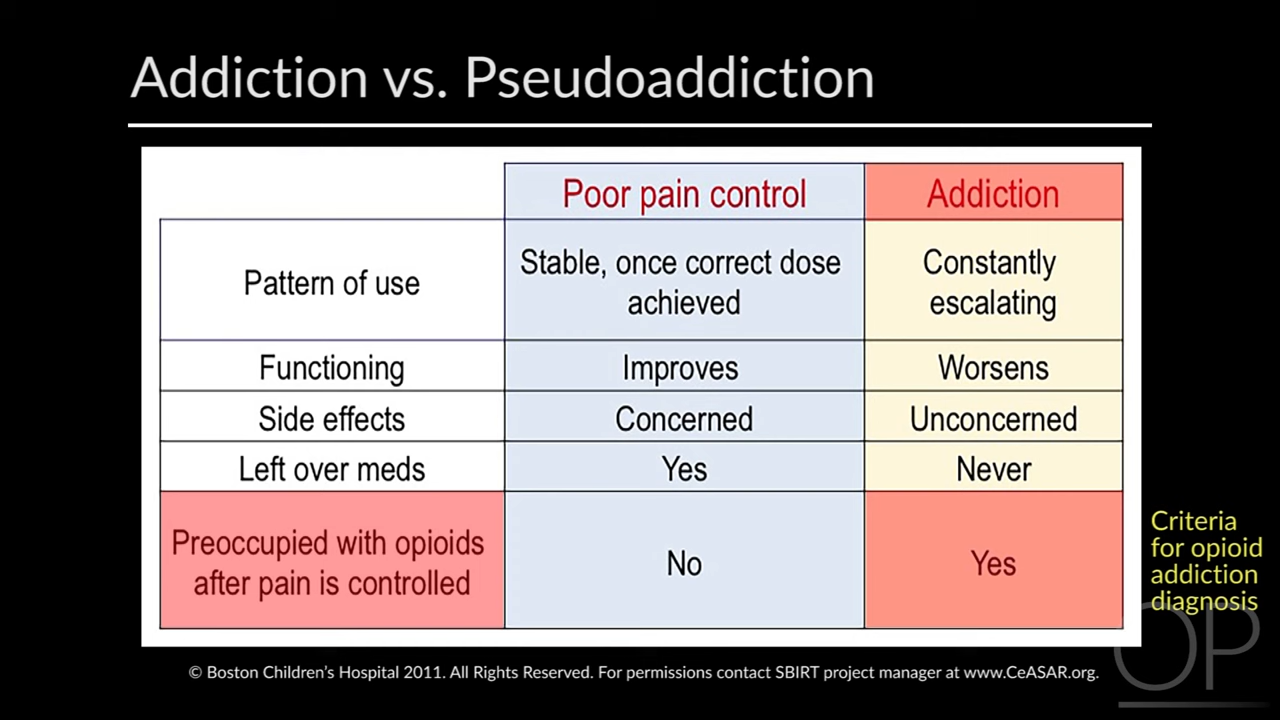 Addiction vs. Pseudoaddiction
Poor pain control Addiction
Pattern of use Stable, once correct dose achieved Constantly escalating
Functioning Improves Worsens
Side effects Concerned Unconcerned
Left over meds Yes Never
Preoccupied with opioids after pain is controlled No Yes
Criteria
for opioid
addiction
diagnosis
OP
© Boston Children's Hospital 2011. All Rights Reserved. For permissions contact SBIRT project manager at www.CeASAR.org.